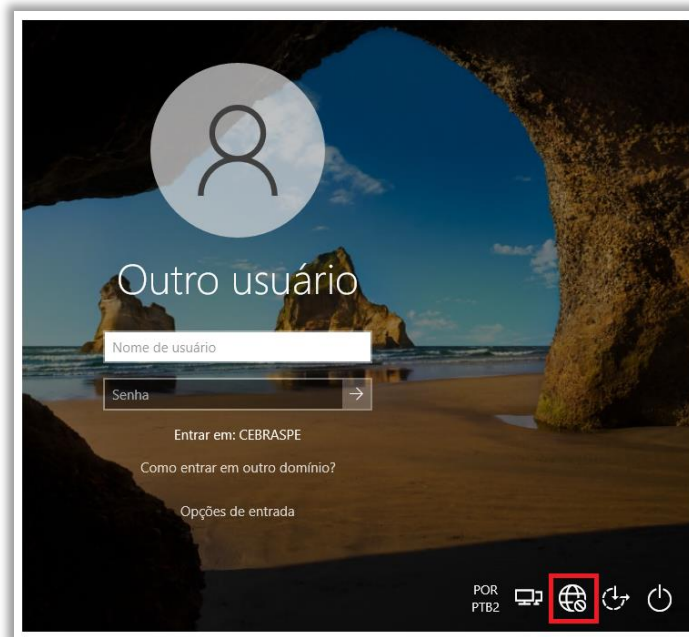 Outro usuário
Nome de usuário
Senha
Entrar em: CEBRASPE
Como entrar em outro domínio?
Opções de entrada
POR
PTB2